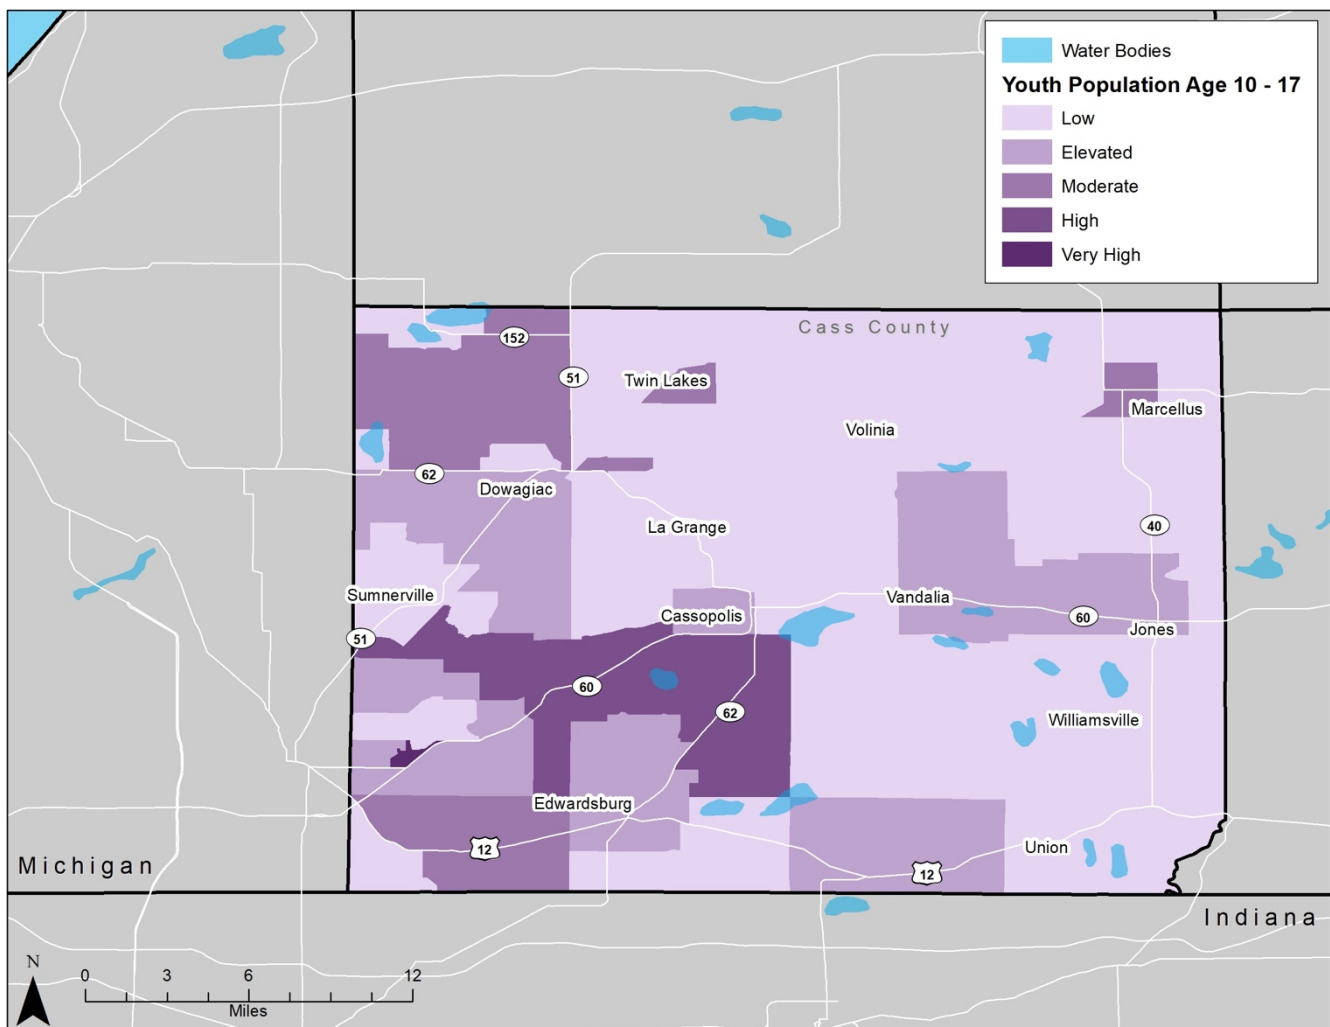 Water Bodies
Youth Population Age 10 - 17
Low
Elevated
Moderate
High
Very High
Cass County
152
51
Twin Lakes
Marcellus
Volinia
62
Dowagiac
La Grange
40
Sumnerville
Vandalia
Cassopolis
60
Jones
51
60
62
Williamsville
Edwardsburg
12
Union
12
Michigan
Indiana
N
0 3 6 12
Miles